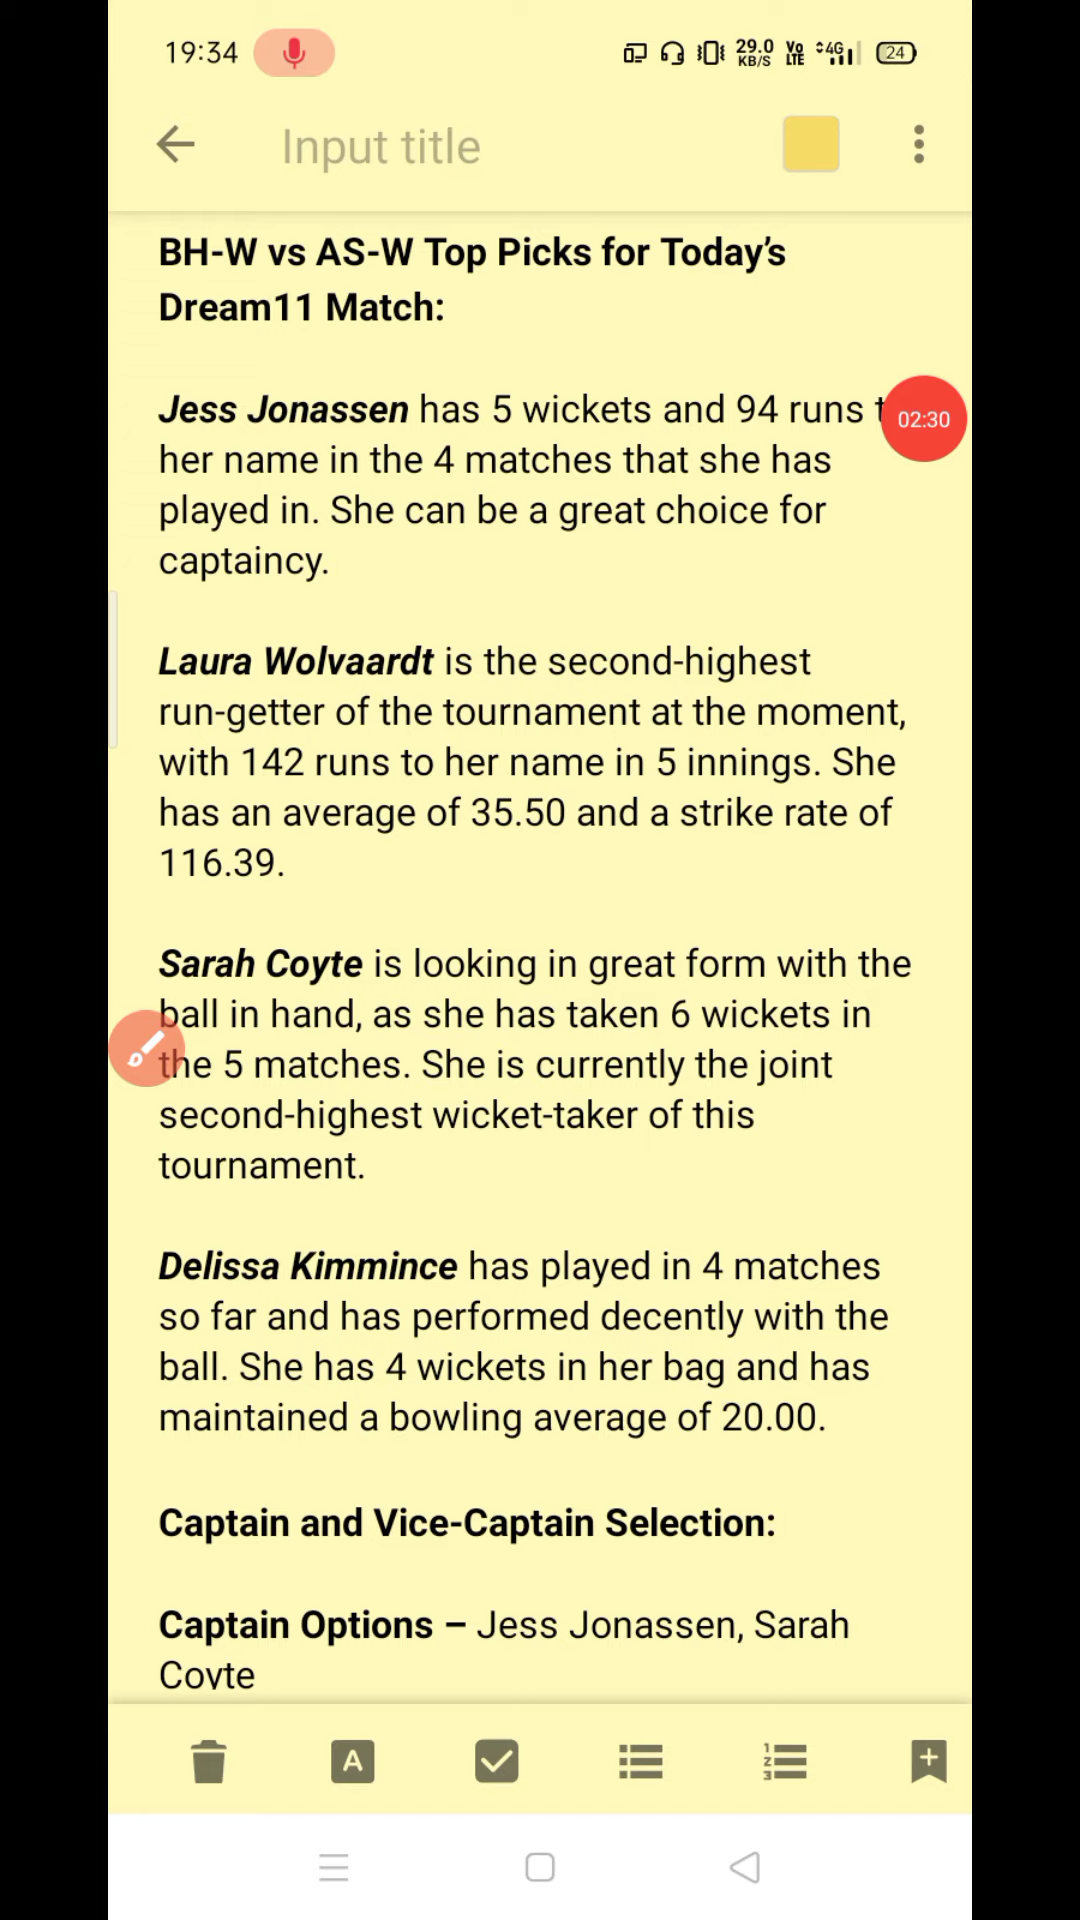 19:34
29.0
KB/S
Vo
LTE
4G
24
Input title
BH-W vs AS-W Top Picks for Today’s
Dream11 Match:
Jess Jonassen has 5 wickets and 94 runs t
02:30
her name in the 4 matches that she has
played in. She can be a great choice for
captaincy.
Laura Wolvaardt is the second-highest
run-getter of the tournament at the moment,
with 142 runs to her name in 5 innings. She
has an average of 35.50 and a strike rate of
116.39.
Sarah Coyte is looking in great form with the
ball in hand, as she has taken 6 wickets in
the 5 matches. She is currently the joint
second-highest wicket-taker of this
tournament.
Delissa Kimmince has played in 4 matches
so far and has performed decently with the
ball. She has 4 wickets in her bag and has
maintained a bowling average of 20.00.
Captain and Vice-Captain Selection:
Captain Options – Jess Jonassen, Sarah
Coyte
A